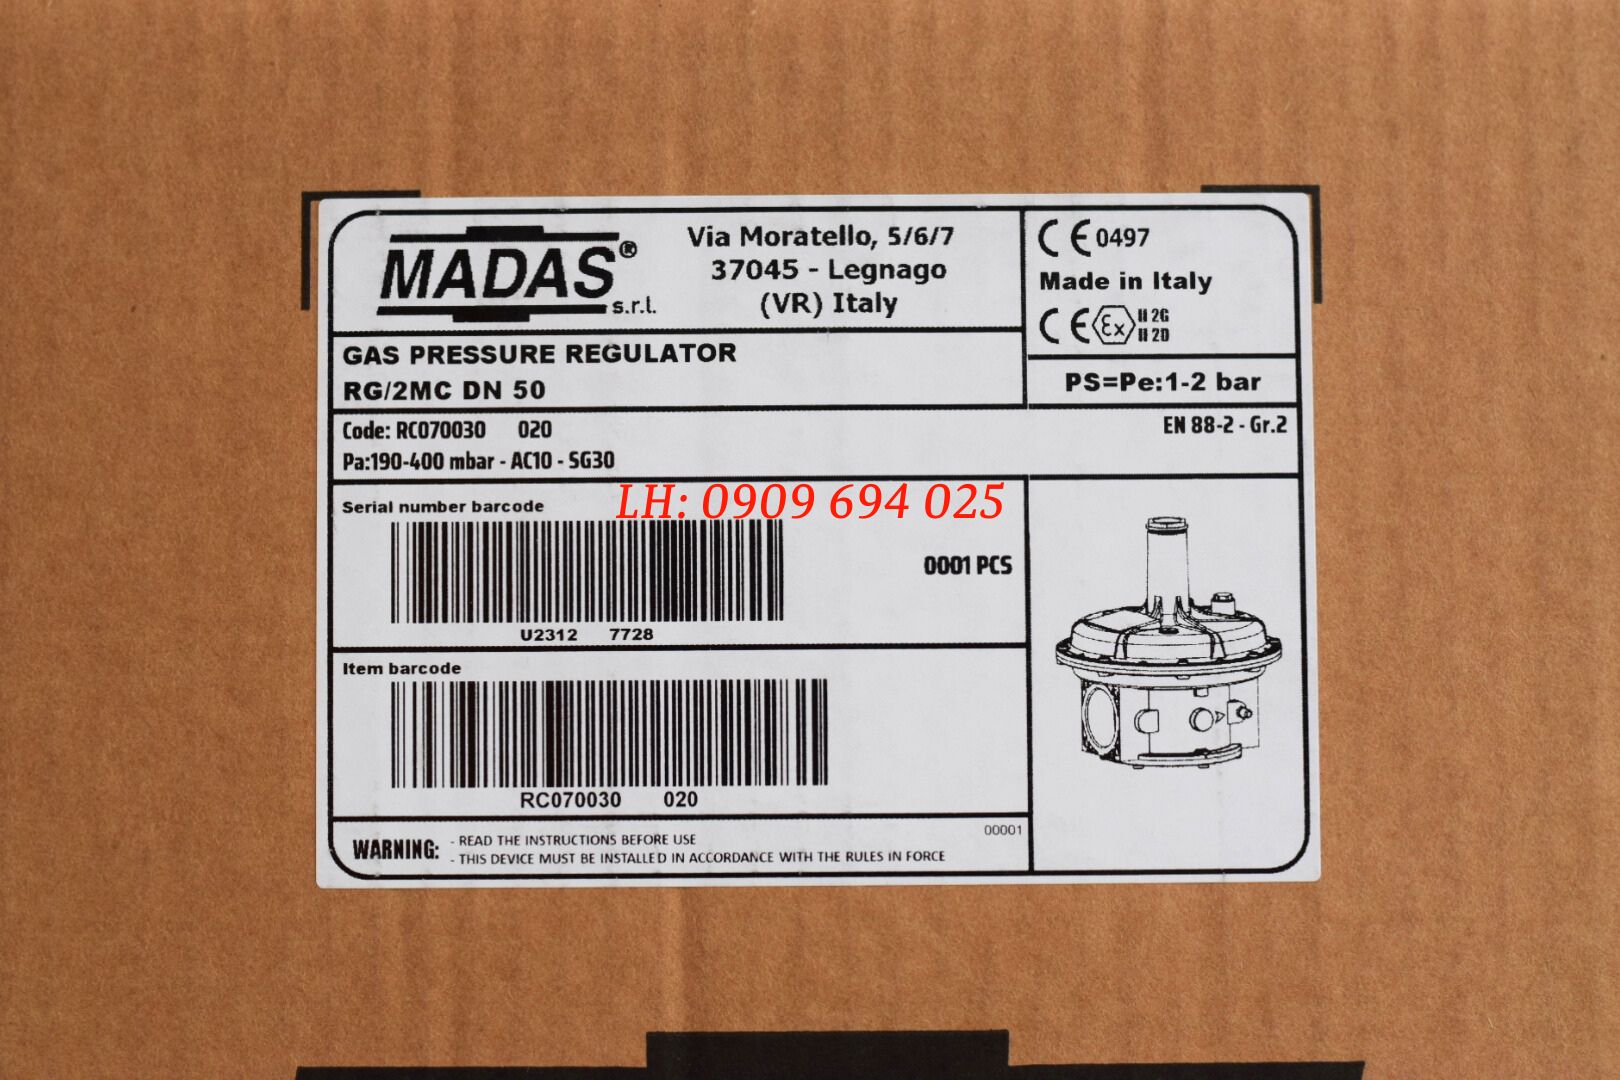 MADAS®
s.r.l.
Via Moratello, 5/6/7
37045 - Legnago
(VR) Italy
CE 0497
Made in Italy
CE Ex II 2G
II 2D
GAS PRESSURE REGULATOR
RG/2MC DN 50
PS=Pe:1-2 bar
Code: RC070030 020
EN 88-2 - Gr.2
Pa:190-400 mbar - AC10 - SG30
LH: 0909 694 025
Serial number barcode
0001 PCS
U2312 7728
Item barcode
RC070030 020
WARNING:
- READ THE INSTRUCTIONS BEFORE USE
- THIS DEVICE MUST BE INSTALLED IN ACCORDANCE WITH THE RULES IN FORCE
00001